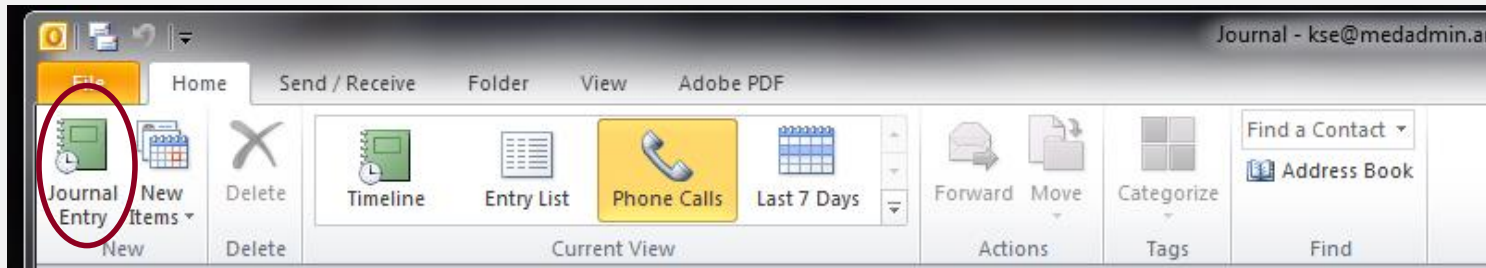 Journal - kse@medadmin.a
File Home Send / Receive Folder View Adobe PDF
Journal Entry
New Items
Delete
Timeline
Entry List
Phone Calls
Last 7 Days
Forward
Move
Categorize
Find a Contact
Address Book
New
Delete
Current View
Actions
Tags
Find